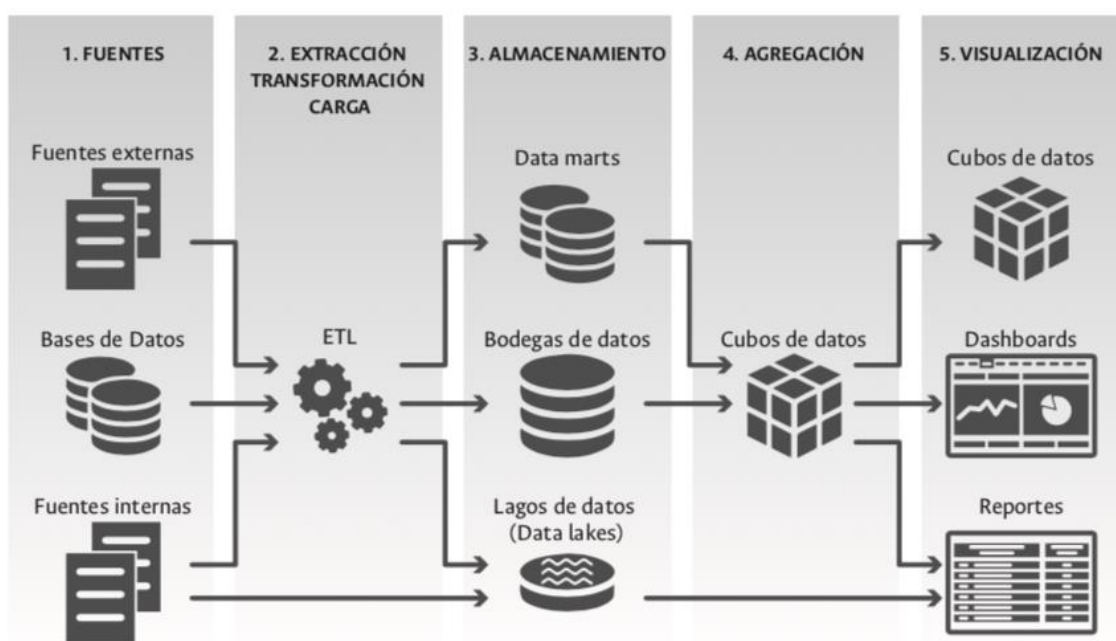 1. FUENTES
2. EXTRACCIÓN
TRANSFORMACIÓN
CARGA
3. ALMACENAMIENTO
4. AGREGACIÓN
5. VISUALIZACIÓN
Fuentes externas
Data marts
Cubos de datos
Bases de Datos
ETL
Bodegas de datos
Cubos de datos
Dashboards
Fuentes internas
Lagos de datos
(Data lakes)
Reportes